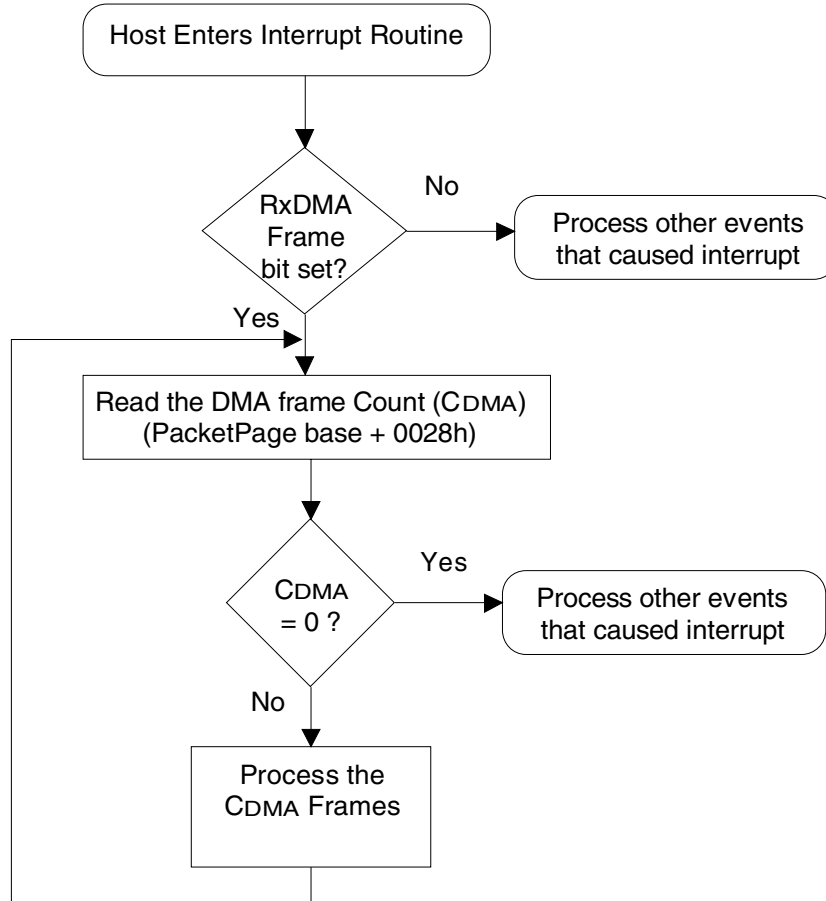 Host Enters Interrupt Routine
RxDMA
Frame
bit set?
No
Process other events
that caused interrupt
Yes
Read the DMA frame Count (CDMA)
(PacketPage base + 0028h)
CDMA
= 0 ?
Yes
Process other events
that caused interrupt
No
Process the
CDMA Frames